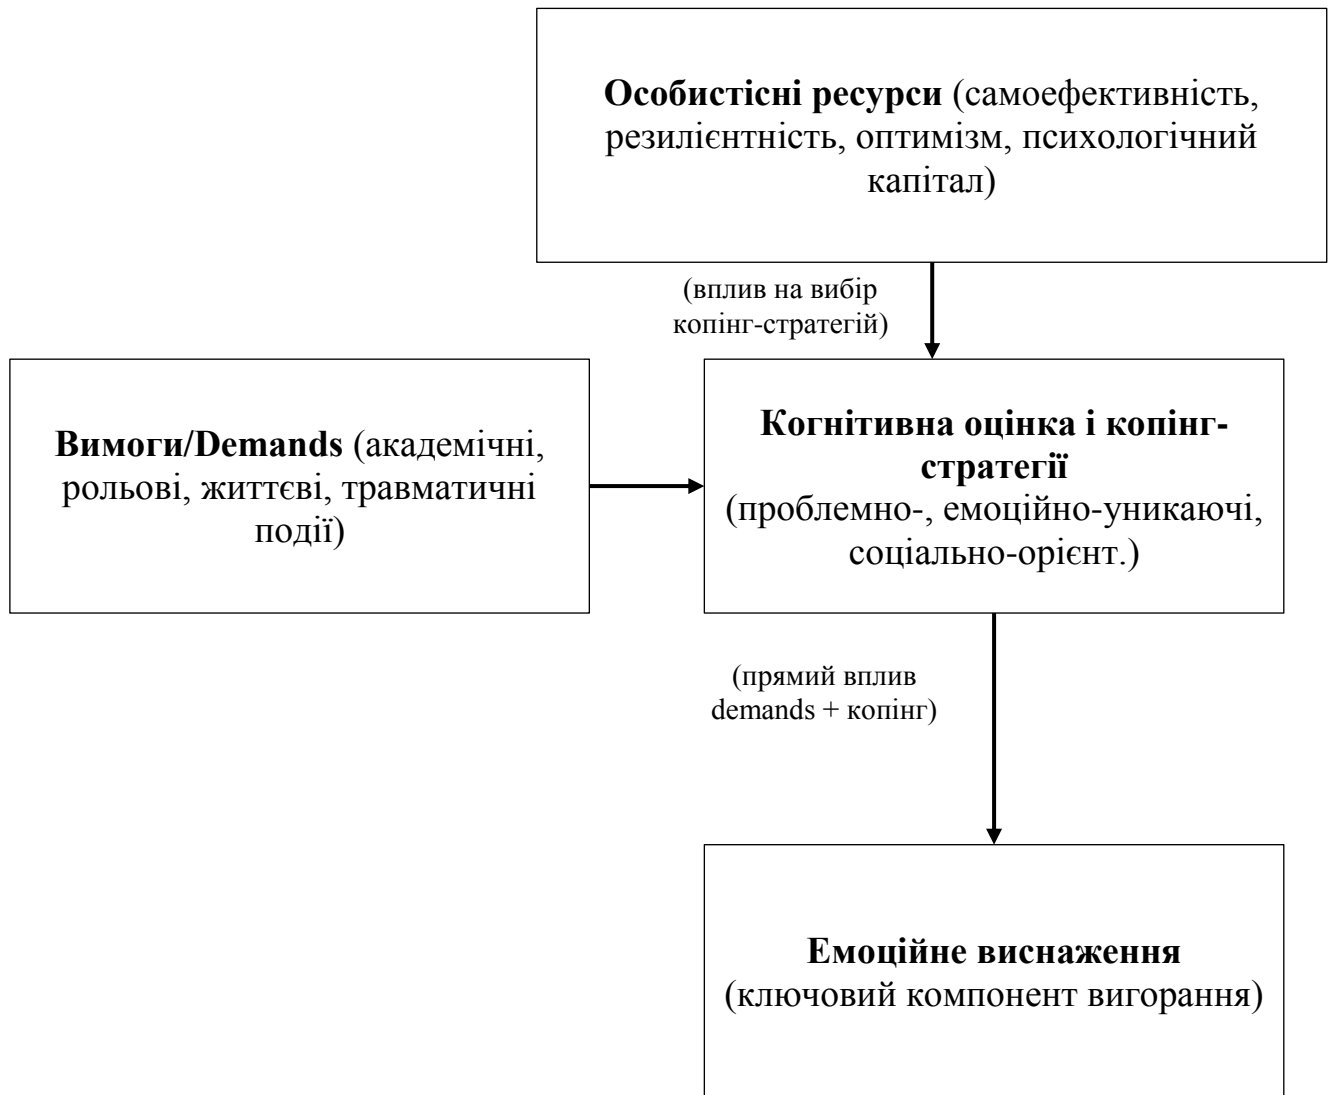 Особистісні ресурси (самоефективність,
резилієнтність, оптимізм, психологічний
капітал)
(вплив на вибір
копінг-стратегій)
Вимоги/Demands (академічні,
рольові, життєві, травматичні
події)
Когнітивна оцінка і копінг-
стратегії
(проблемно-, емоційно-уникаючі,
соціально-орієнт.)
(прямий вплив
demands + копінг)
Емоційне виснаження
(ключовий компонент вигорання)